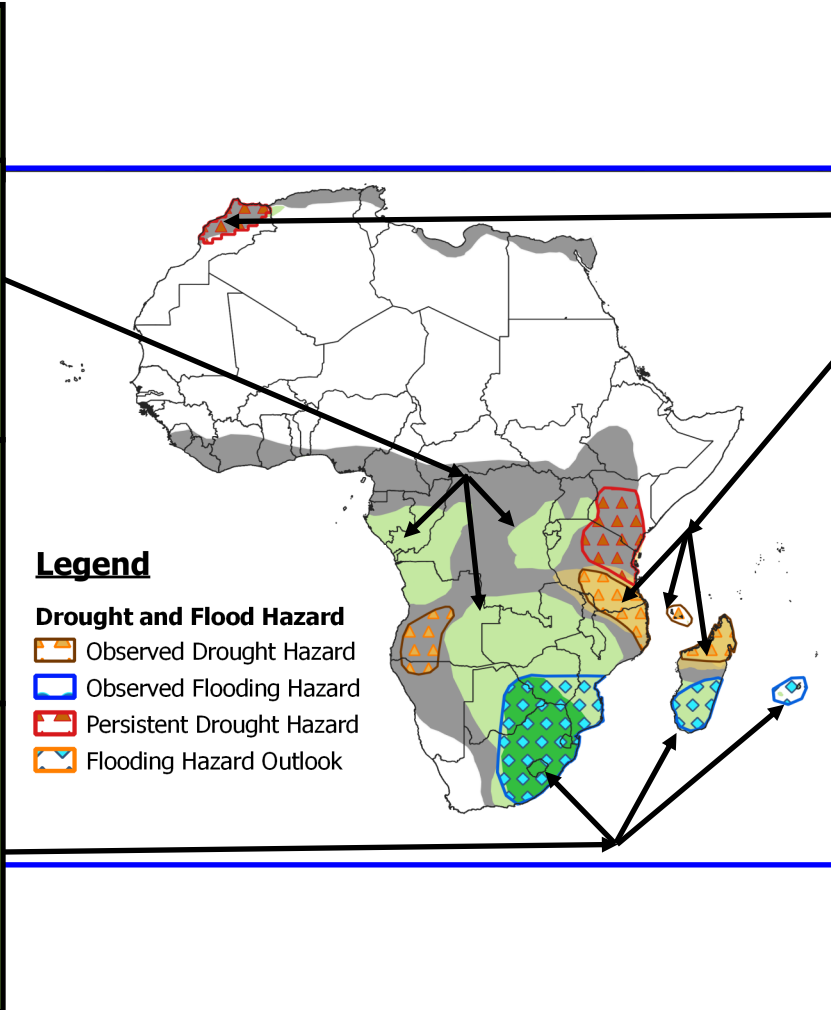 Legend
Drought and Flood Hazard
Observed Drought Hazard
Observed Flooding Hazard
Persistent Drought Hazard
Flooding Hazard Outlook